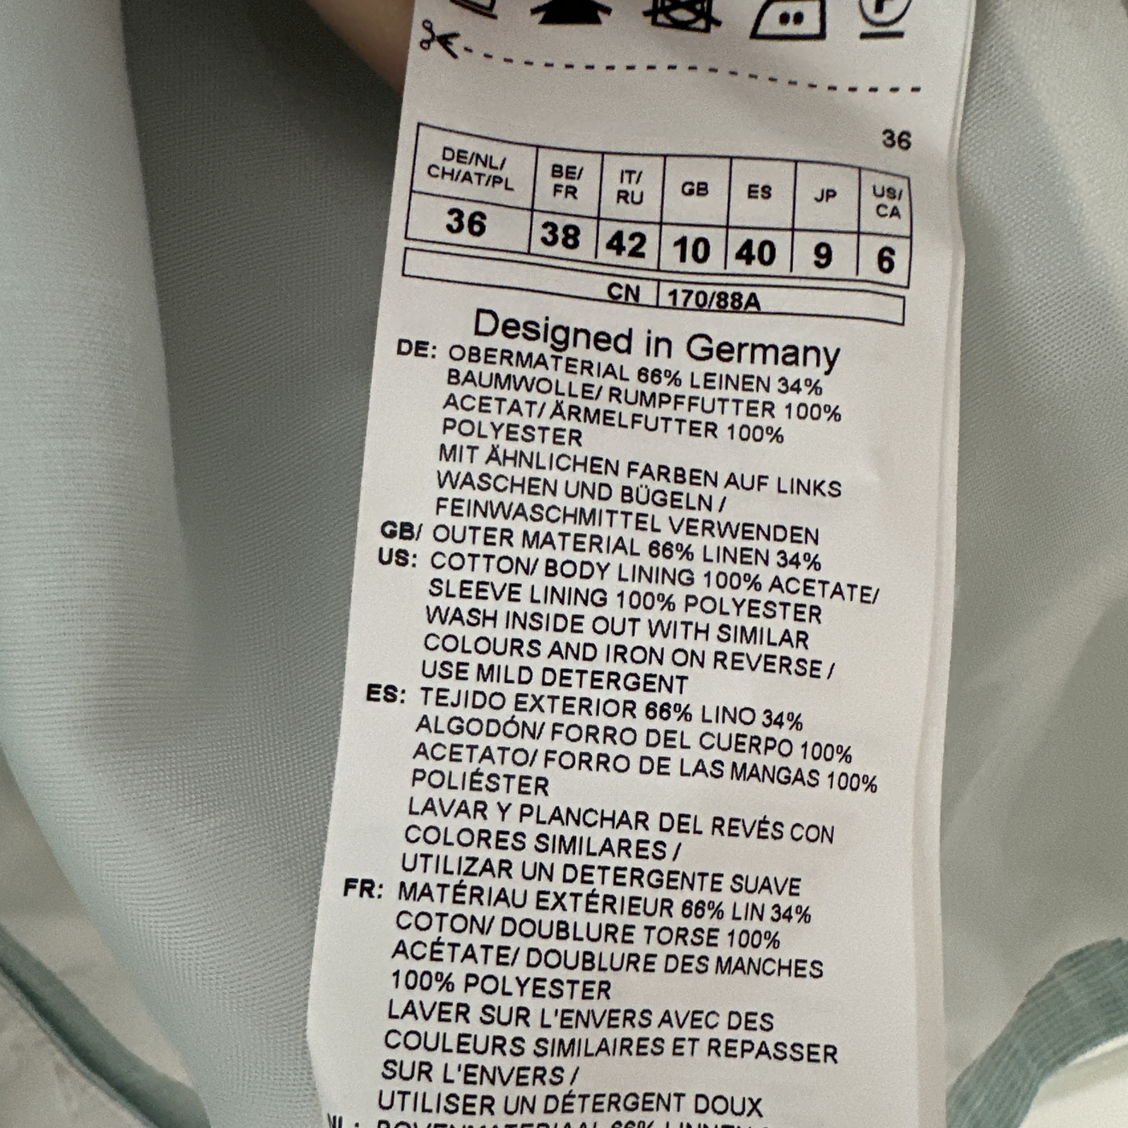 36
DE/NL/ CH/AT/PL BE/ FR IT/ RU GB ES JP US/ CA
36 38 42 10 40 9 6
CN 170/88A
Designed in Germany
DE: OBERMATERIAL 66% LEINEN 34%
BAUMWOLLE/ RUMPFFUTTER 100%
ACETAT/ ÄRMELFUTTER 100%
POLYESTER
MIT ÄHNLICHEN FARBEN AUF LINKS
WASCHEN UND BÜGELN /
FEINWASCHMITTEL VERWENDEN
GB/ OUTER MATERIAL 66% LINEN 34%
US: COTTON/ BODY LINING 100% ACETATE/
SLEEVE LINING 100% POLYESTER
WASH INSIDE OUT WITH SIMILAR
COLOURS AND IRON ON REVERSE /
USE MILD DETERGENT
ES: TEJIDO EXTERIOR 66% LINO 34%
ALGODÓN/ FORRO DEL CUERPO 100%
ACETATO/ FORRO DE LAS MANGAS 100%
POLIÉSTER
LAVAR Y PLANCHAR DEL REVÉS CON
COLORES SIMILARES /
UTILIZAR UN DETERGENTE SUAVE
FR: MATÉRIAU EXTÉRIEUR 66% LIN 34%
COTON/ DOUBLURE TORSE 100%
ACÉTATE/ DOUBLURE DES MANCHES
100% POLYESTER
LAVER SUR L'ENVERS AVEC DES
COULEURS SIMILAIRES ET REPASSER
SUR L'ENVERS /
UTILISER UN DÉTERGENT DOUX
NL: BOVENMATERIAAL 66% LINNEN